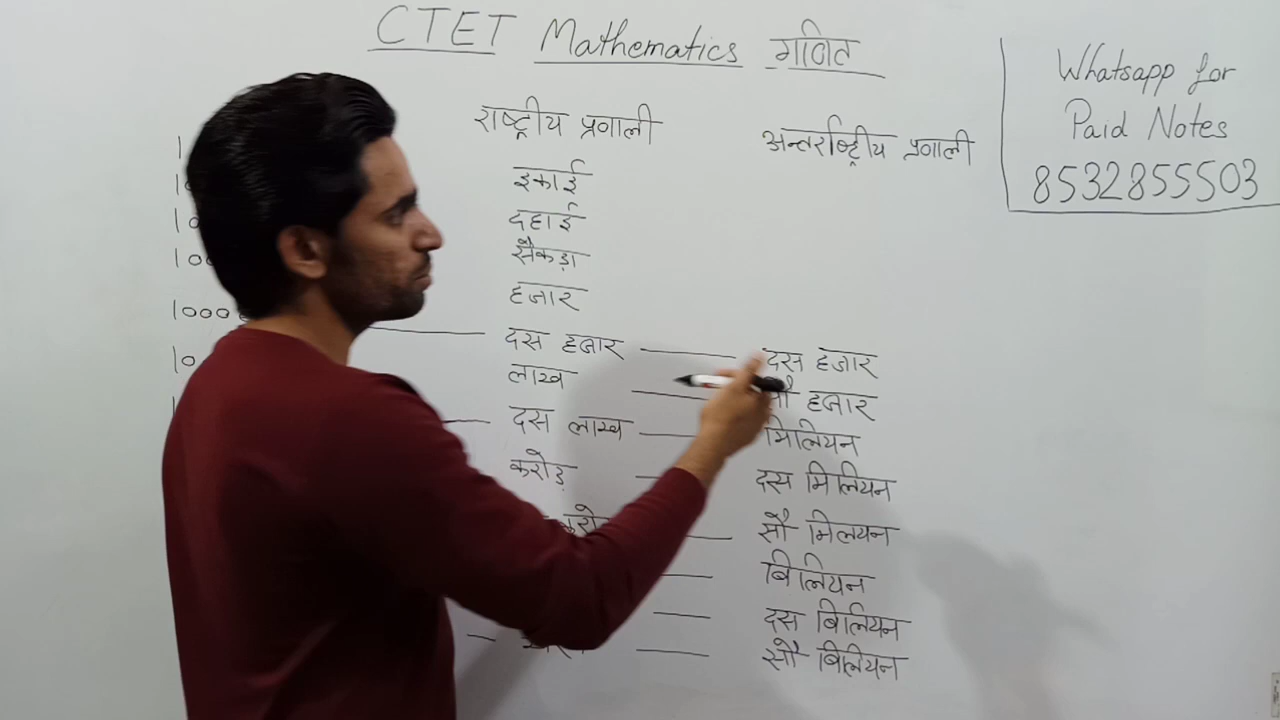 CTET Mathematics गणित
Whatsapp for
Paid Notes
8532855503
राष्ट्रीय प्रणाली
अन्तर्राष्ट्रीय प्रणाली
इकाई
दहाई
सैकड़ा
हजार
दस हजार दस हजार
लाख सौ हजार
दस लाख मिलियन
करोड़ दस मिलियन
सौ मिलयन
बिलियन
दस बिलियन
सौ बिलियन